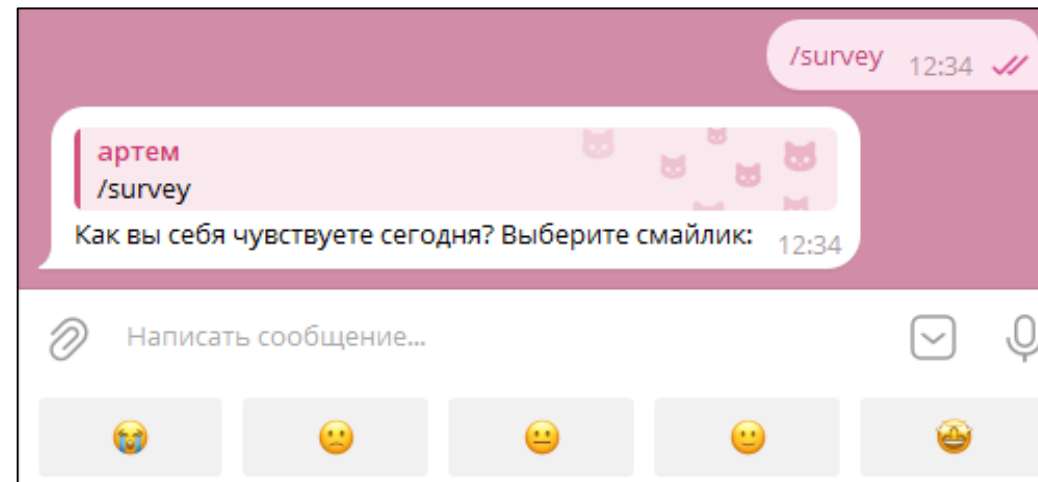 /survey 12:34
артем
/survey
Как вы себя чувствуете сегодня? Выберите смайлик: 12:34
Написать сообщение...